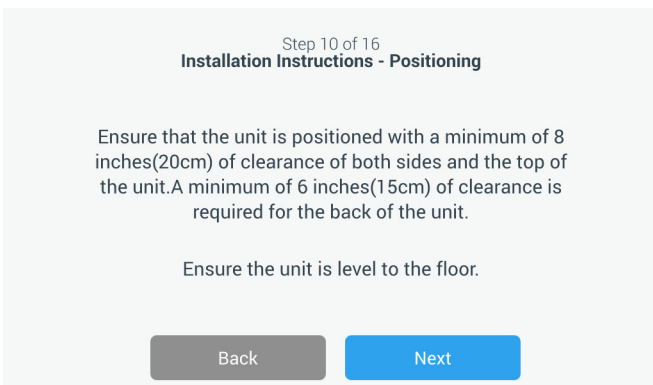 Step 10 of 16
Installation Instructions - Positioning
Ensure that the unit is positioned with a minimum of 8
inches(20cm) of clearance of both sides and the top of
the unit.A minimum of 6 inches(15cm) of clearance is
required for the back of the unit.
Ensure the unit is level to the floor.
Back
Next